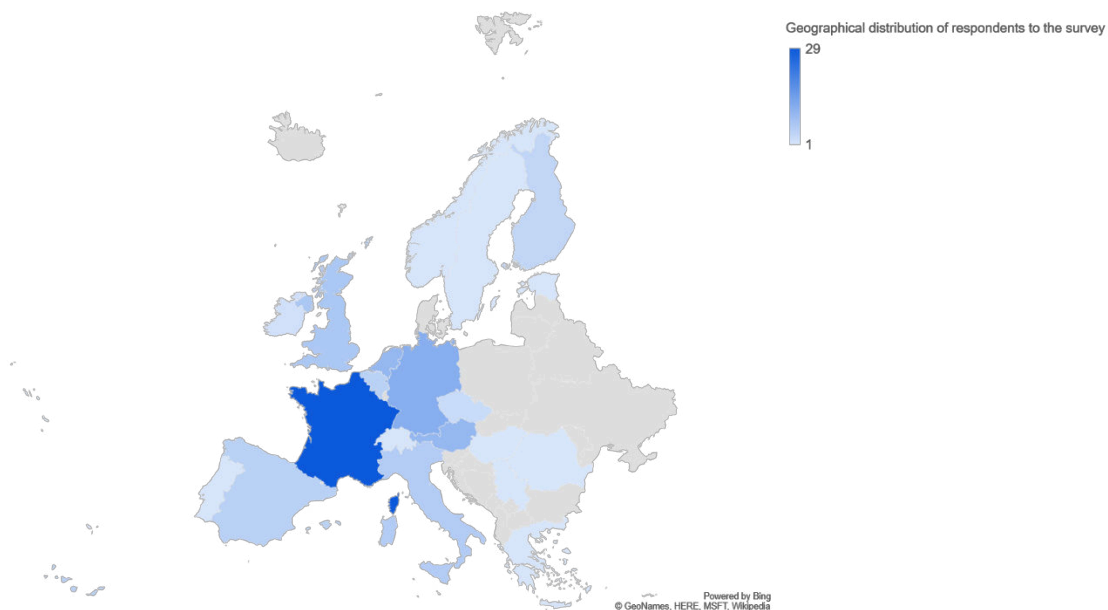 Geographical distribution of respondents to the survey
29
1
Powered by Bing
© GeoNames, HERE, MSFT, Wikipedia